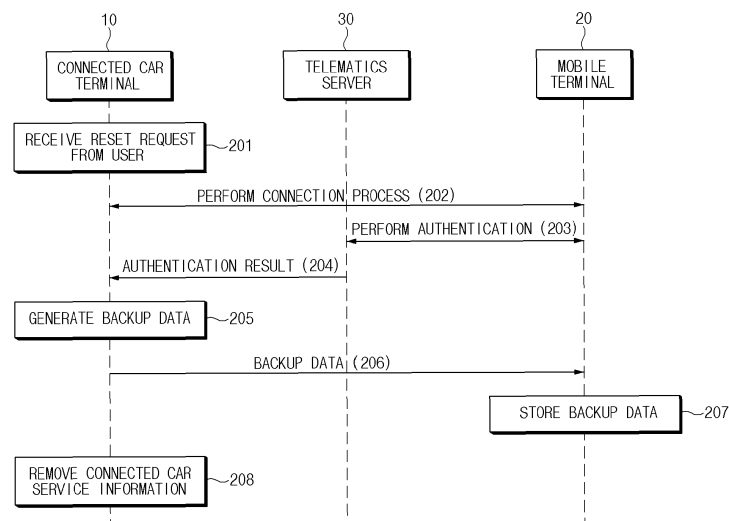 10
30
20
CONNECTED CAR
TERMINAL
TELEMATICS
SERVER
MOBILE
TERMINAL
RECEIVE RESET REQUEST
FROM USER
201
PERFORM CONNECTION PROCESS (202)
PERFORM AUTHENTICATION (203)
AUTHENTICATION RESULT (204)
GENERATE BACKUP DATA
205
BACKUP DATA (206)
STORE BACKUP DATA
207
REMOVE CONNECTED CAR
SERVICE INFORMATION
208